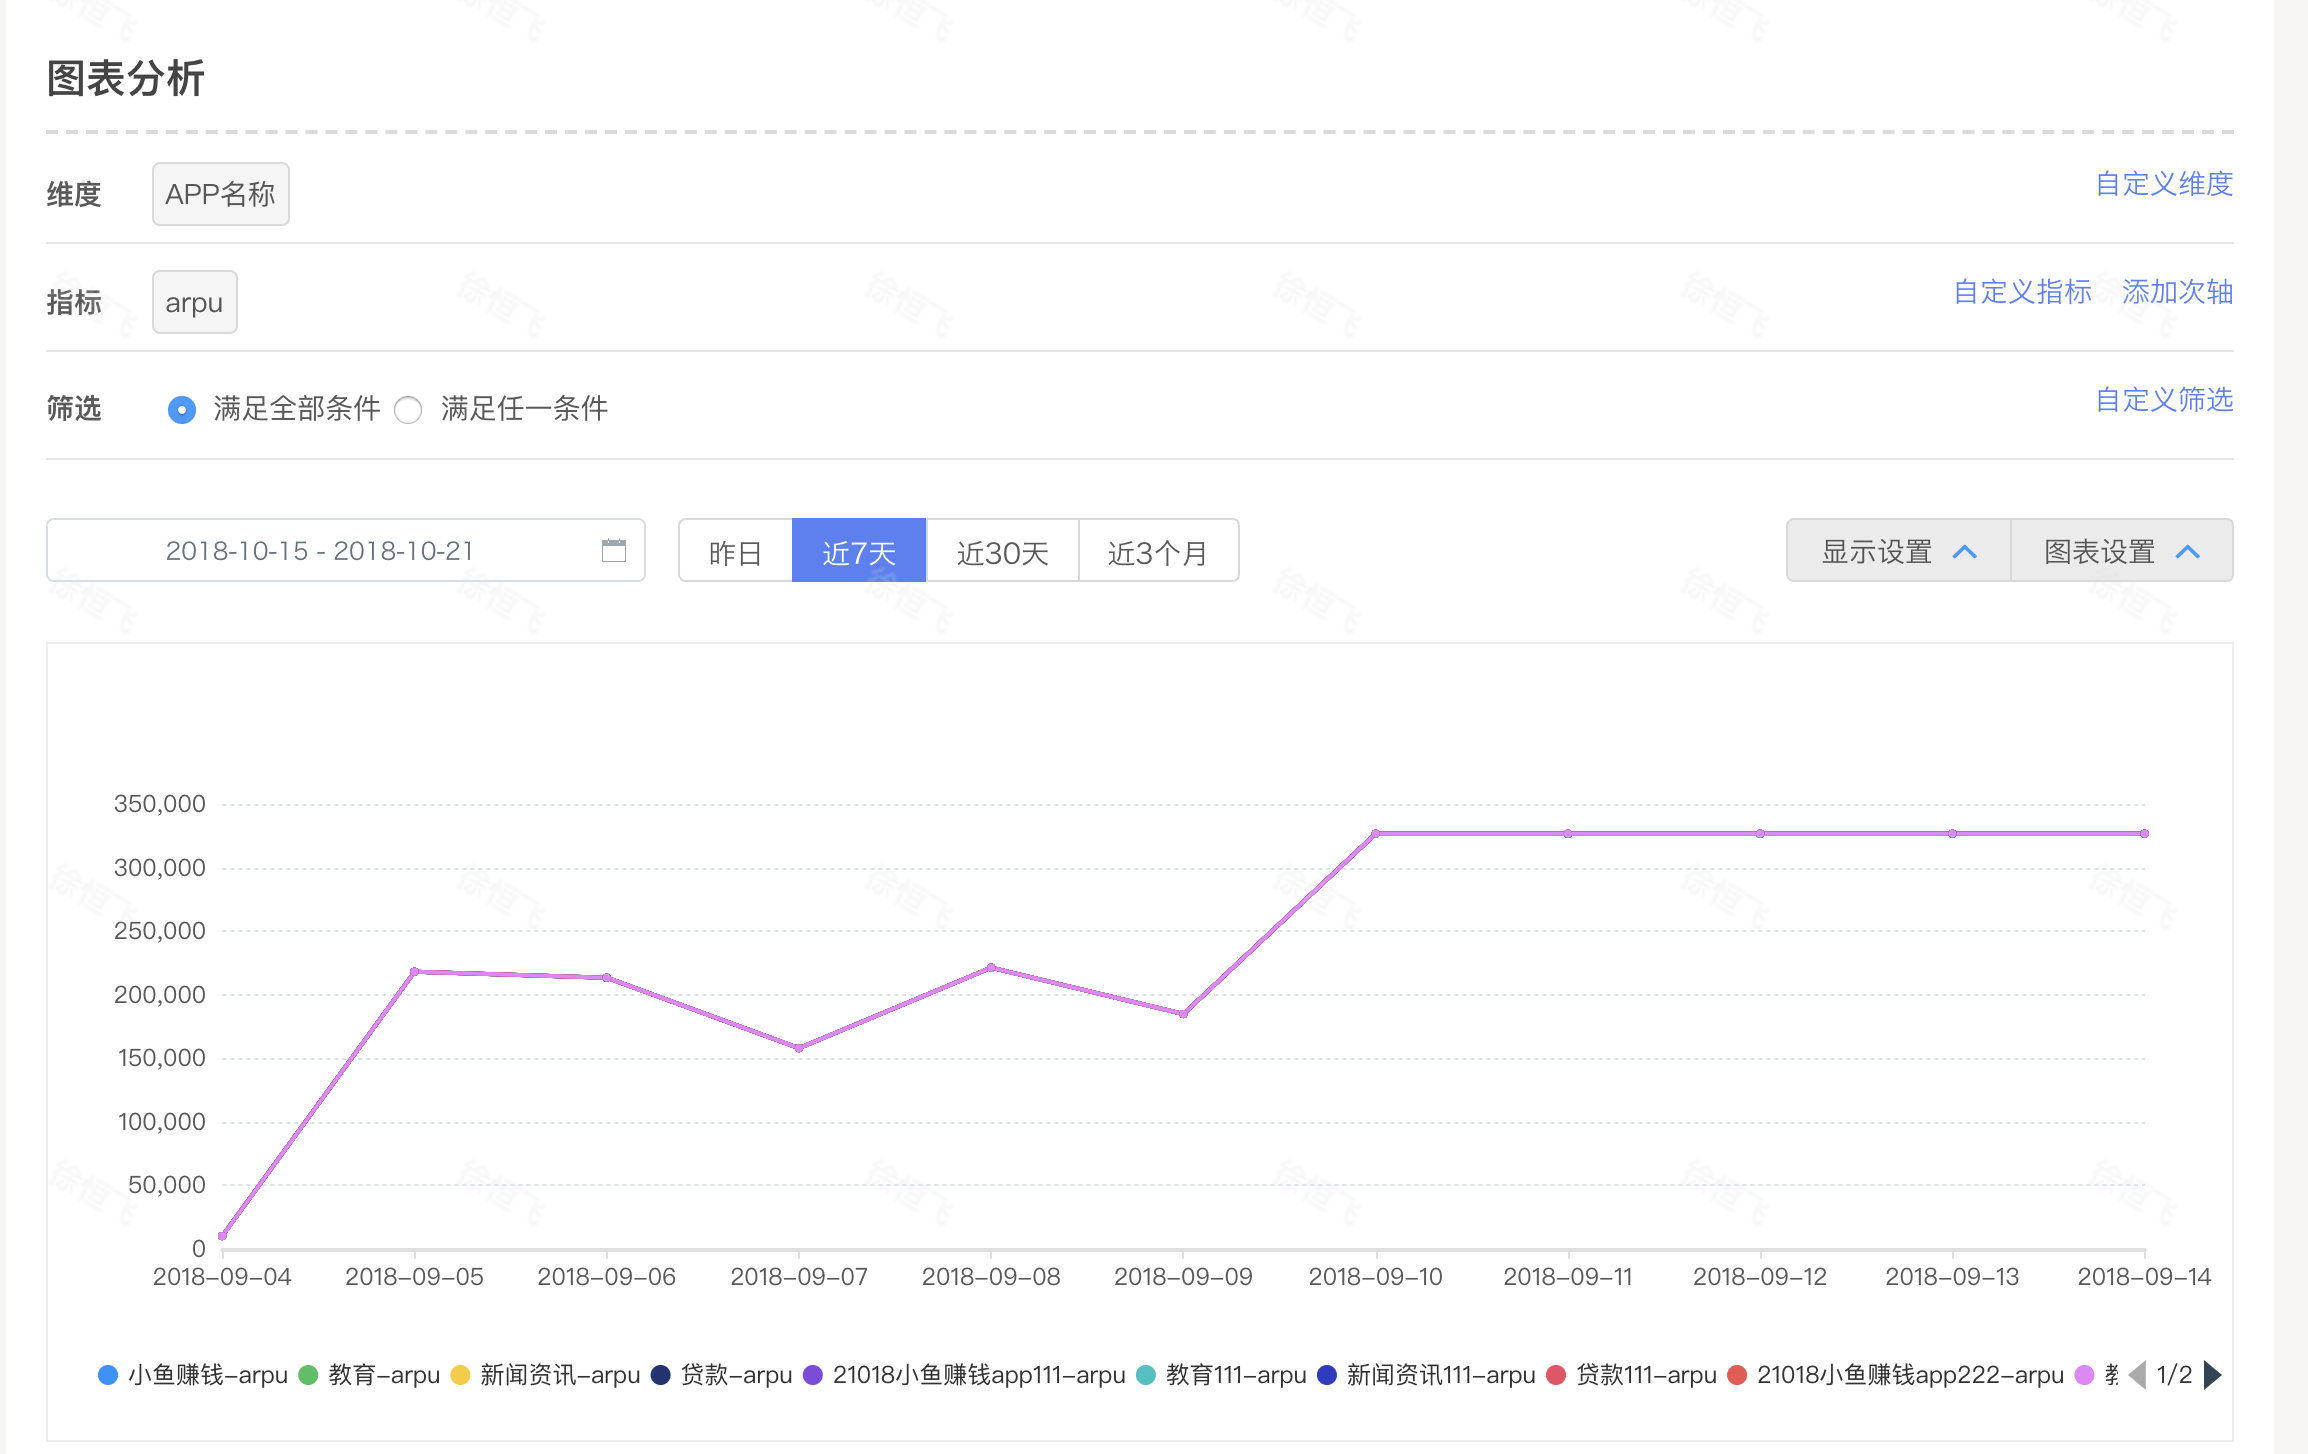 图表分析
维度 APP名称 自定义维度
指标 arpu 自定义指标 添加次轴
筛选 满足全部条件 满足任一条件 自定义筛选
2018-10-15 - 2018-10-21 昨日 近7天 近30天 近3个月 显示设置 图表设置
350,000
300,000
250,000
200,000
150,000
100,000
50,000
0
2018-09-04 2018-09-05 2018-09-06 2018-09-07 2018-09-08 2018-09-09 2018-09-10 2018-09-11 2018-09-12 2018-09-13 2018-09-14
小鱼赚钱-arpu 教育-arpu 新闻资讯-arpu 贷款-arpu 21018小鱼赚钱app111-arpu 教育111-arpu 新闻资讯111-arpu 贷款111-arpu 21018小鱼赚钱app222-arpu 1/2
徐恒飞